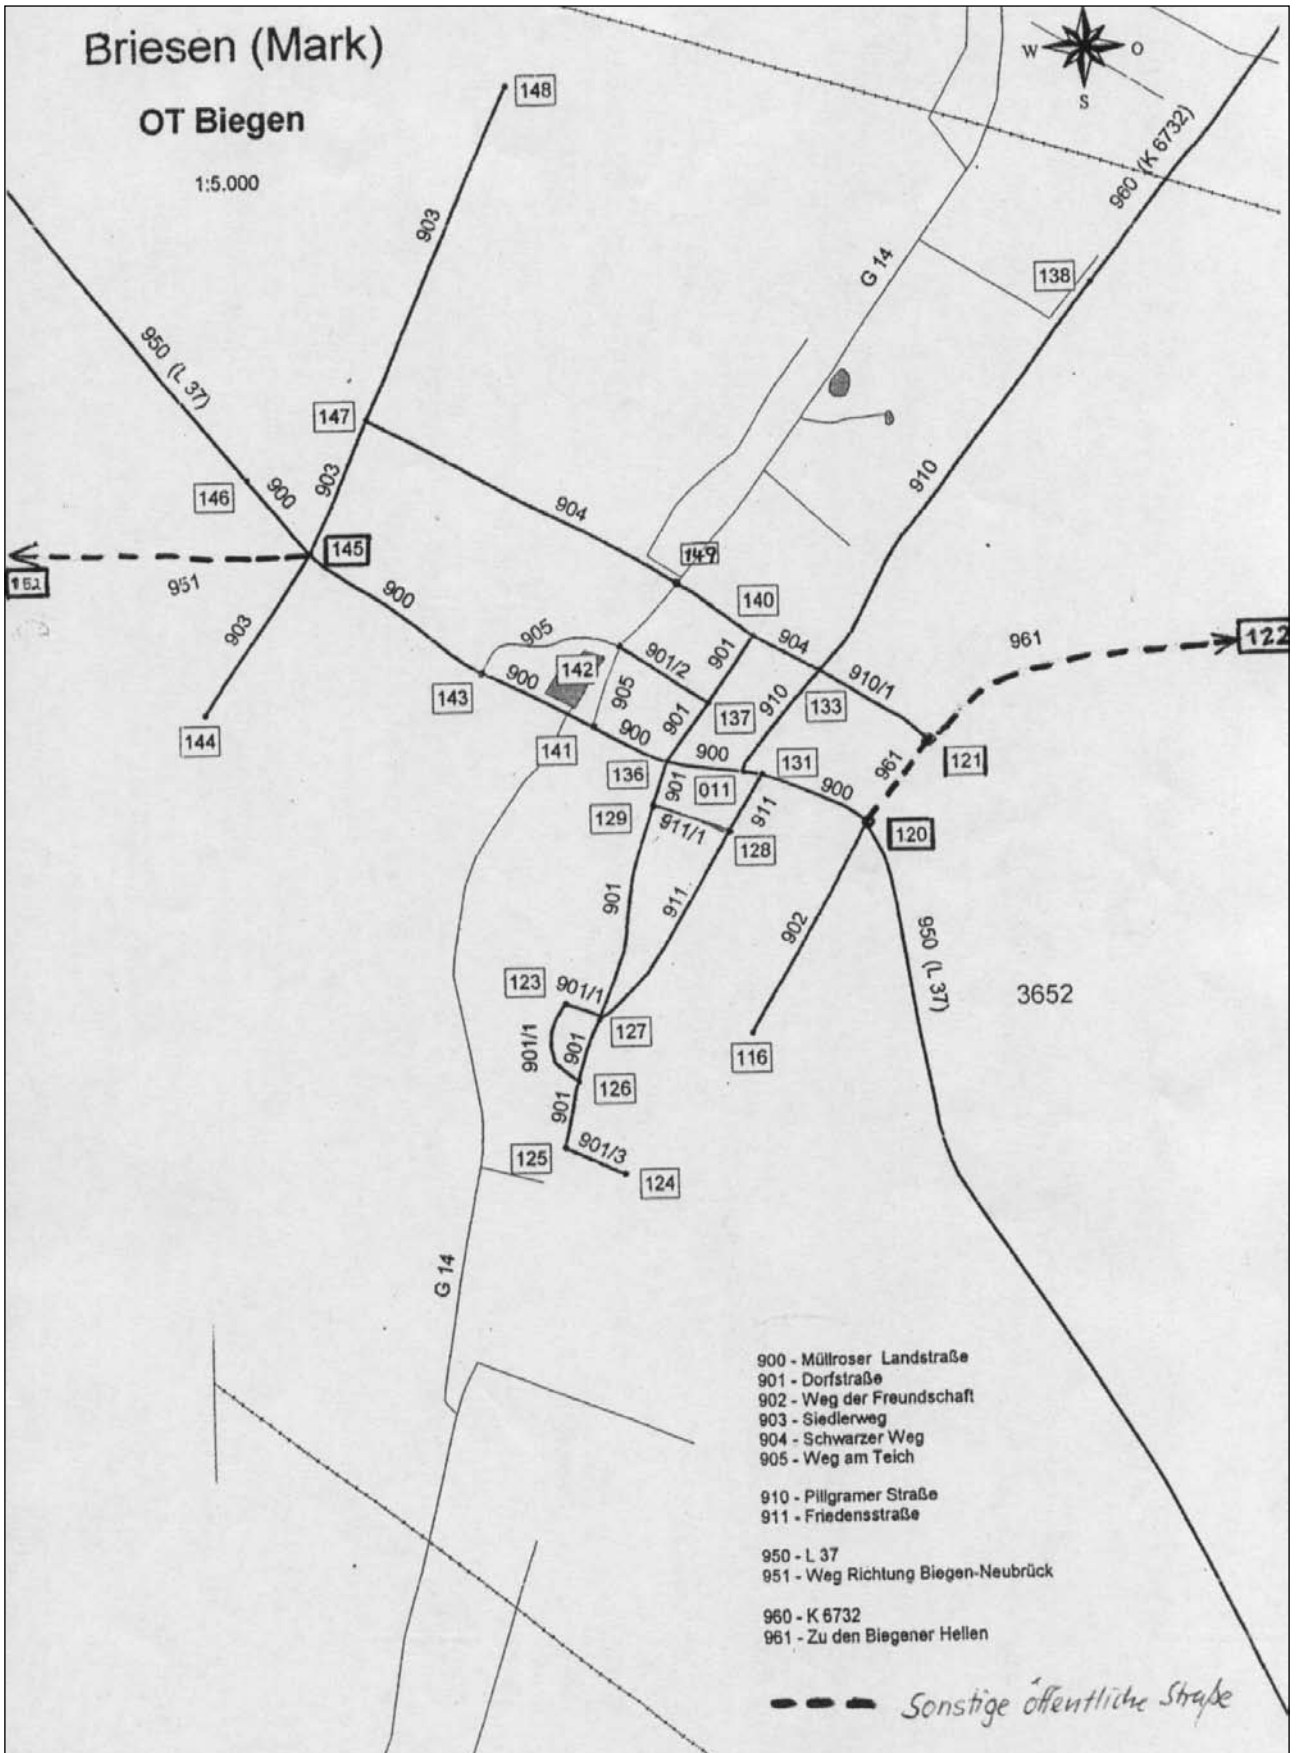 Briesen (Mark)
OT Biegen
1:5.000
W
O
S
148
903
960 (K 6732)
G 14
138
950 (L 37)
147
903
910
146
900
904
149
145
951
900
140
904
961
122
903
905
901/2
901
910/1
142
143
900
905
137
910
133
144
900
901
961
121
141
136
900
131
900
901
011
911
129
911/1
128
120
901
911
902
950 (L 37)
3652
123
901/1
127
901/1
901
116
126
901
125
901/3
124
G 14
900 - Müllroser Landstraße
901 - Dorfstraße
902 - Weg der Freundschaft
903 - Siedlerweg
904 - Schwarzer Weg
905 - Weg am Teich
910 - Pillgramer Straße
911 - Friedensstraße
950 - L 37
951 - Weg Richtung Biegen-Neubrück
960 - K 6732
961 - Zu den Biegener Hellen
Sonstige öffentliche Straße